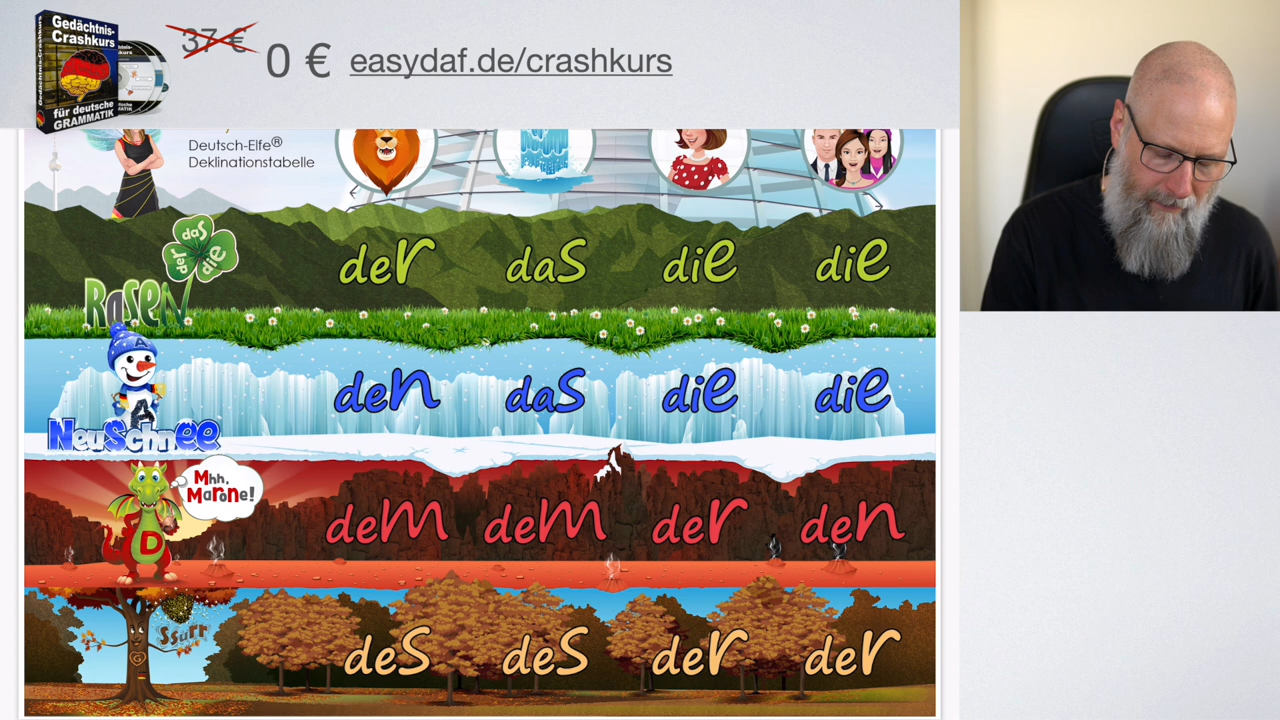 Gedächtnis-
Crashkurs
für deutsche
GRAMMATIK
37 €
0 €
easydaf.de/crashkurs
Deutsch-Elfe®
Deklinationstabelle
der das die
RaSeN
der das die die
A
NeuSchnee
den das die die
Mhh,
Marone!
D
dem dem der den
Ssurr
G
des des der der